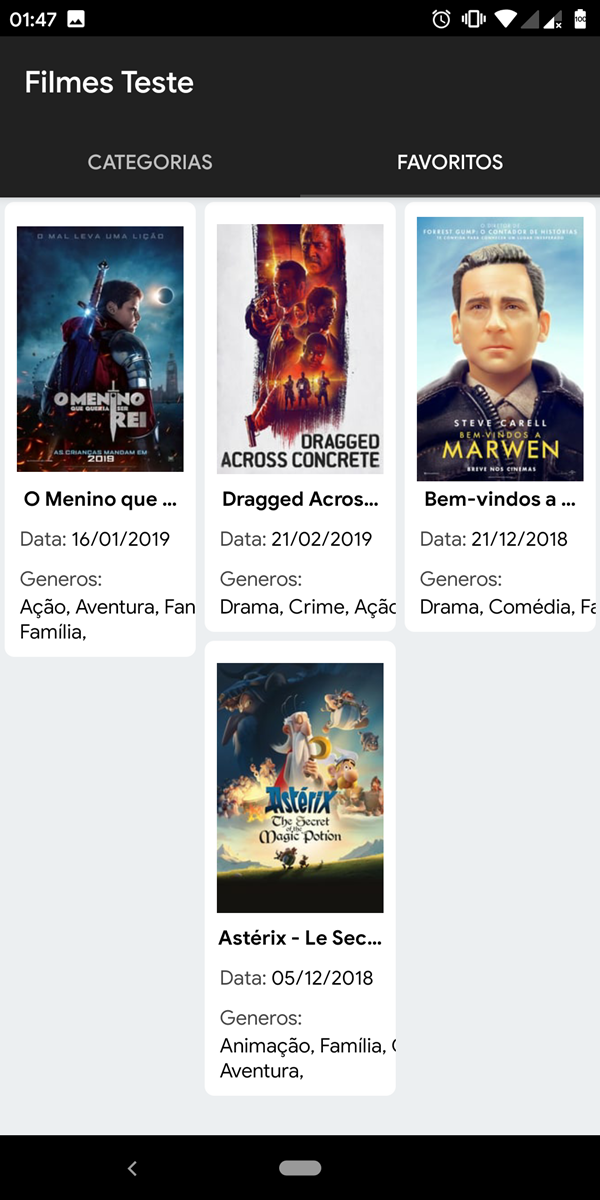 01:47
100
Filmes Teste
CATEGORIAS
FAVORITOS
O MAL LEVA UMA LIÇÃO
O MENINO
QUE QUERIA SER
REI
AS CRIANÇAS MANDAM EM
2019
O Menino que ...
Data: 16/01/2019
Generos:
Ação, Aventura, Fan
Família,
DRAGGED
ACROSS CONCRETE
Dragged Acros...
Data: 21/02/2019
Generos:
Drama, Crime, Açãc
O DIRECTOR DE
FORREST GUMP: O CONTADOR DE HISTÓRIAS
STEVE CARELL
BEM-VINDOS A
MARWEN
BREVE NOS CINEMAS
Bem-vindos a ...
Data: 21/12/2018
Generos:
Drama, Comédia, Fa
Astérix
The Secret
of the
Magic Potion
Astérix - Le Sec...
Data: 05/12/2018
Generos:
Animação, Família,
Aventura,